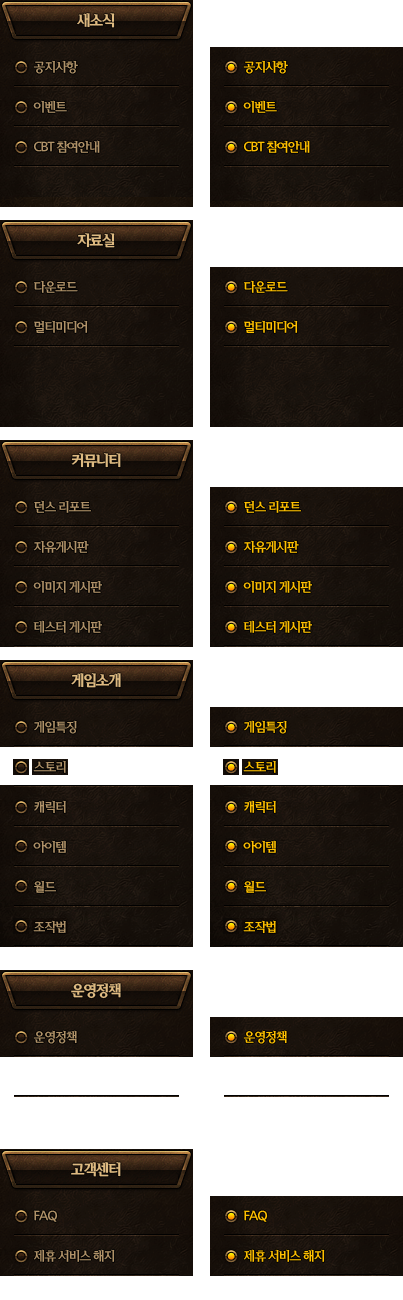 새소식
공지사항 공지사항
이벤트 이벤트
CBT 참여안내 CBT 참여안내
자료실
다운로드 다운로드
멀티미디어 멀티미디어
커뮤니티
던스 리포트 던스 리포트
자유게시판 자유게시판
이미지 게시판 이미지 게시판
테스터 게시판 테스터 게시판
게임소개
게임특징 게임특징
스토리 스토리
캐릭터 캐릭터
아이템 아이템
월드 월드
조작법 조작법
운영정책
운영정책 운영정책
고객센터
FAQ FAQ
제휴 서비스 해지 제휴 서비스 해지